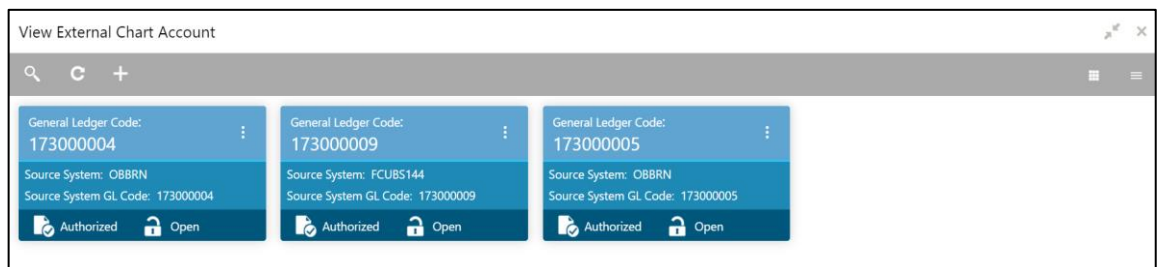 View External Chart Account
General Ledger Code:
173000004
Source System: OBBRN
Source System GL Code: 173000004
Authorized Open
General Ledger Code:
173000009
Source System: FCUBS144
Source System GL Code: 173000009
Authorized Open
General Ledger Code:
173000005
Source System: OBBRN
Source System GL Code: 173000005
Authorized Open